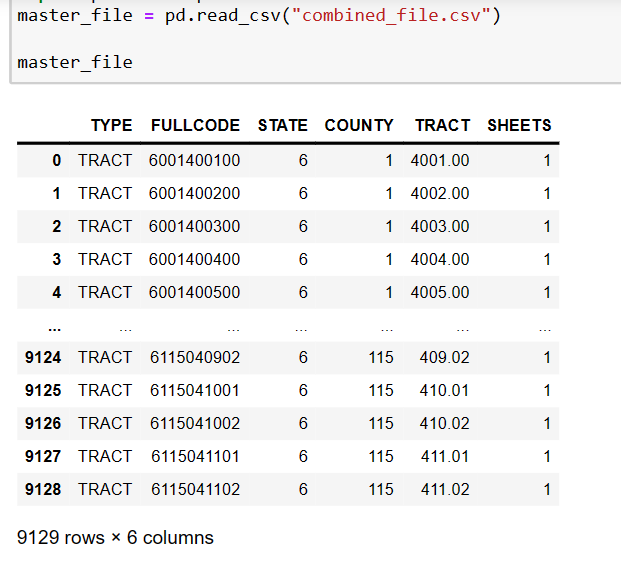 master_file = pd.read_csv("combined_file.csv")
master_file
TYPE FULLCODE STATE COUNTY TRACT SHEETS
0 TRACT 6001400100 6 1 4001.00 1
1 TRACT 6001400200 6 1 4002.00 1
2 TRACT 6001400300 6 1 4003.00 1
3 TRACT 6001400400 6 1 4004.00 1
4 TRACT 6001400500 6 1 4005.00 1
... ... ... ... ... ... ...
9124 TRACT 6115040902 6 115 409.02 1
9125 TRACT 6115041001 6 115 410.01 1
9126 TRACT 6115041002 6 115 410.02 1
9127 TRACT 6115041101 6 115 411.01 1
9128 TRACT 6115041102 6 115 411.02 1
9129 rows × 6 columns